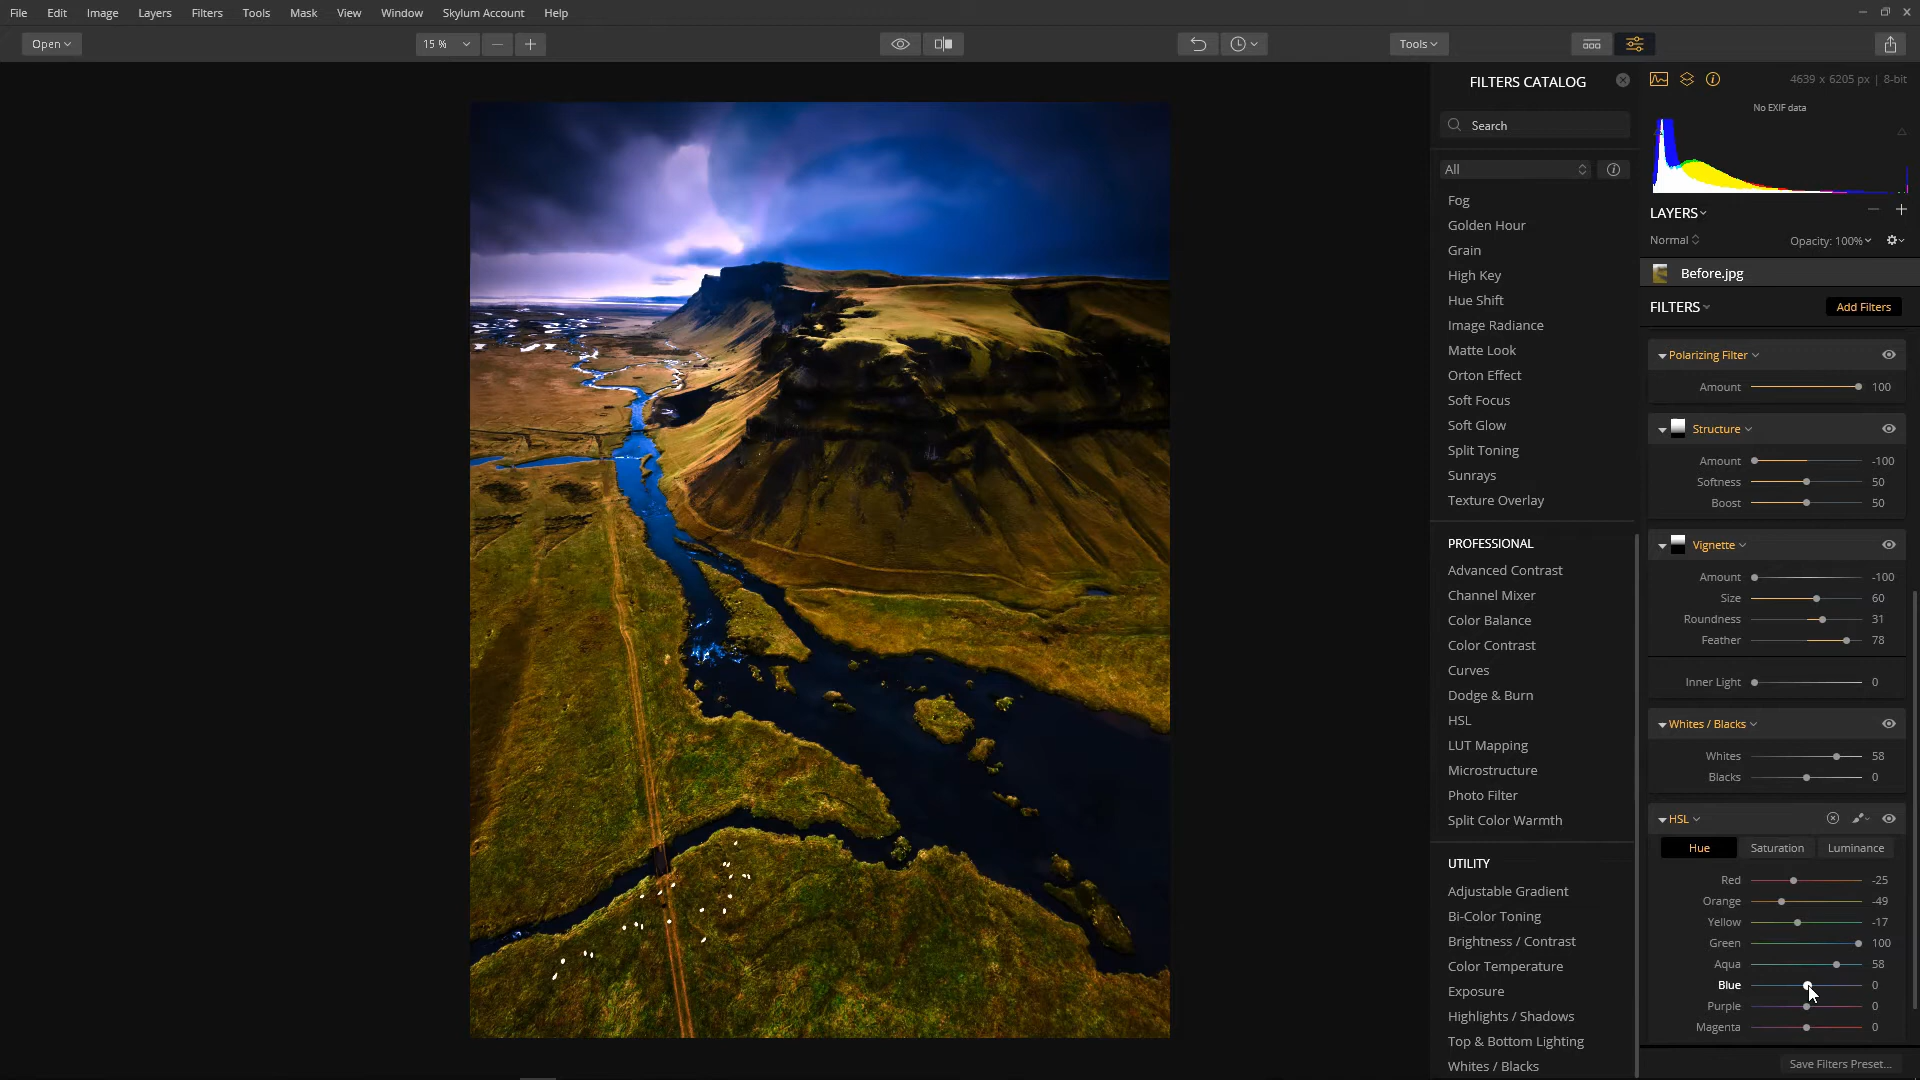 File Edit Image Layers Filters Tools Mask View Window Skylum Account Help
Open 15 % Tools
FILTERS CATALOG
Search
All
Fog
Golden Hour
Grain
High Key
Hue Shift
Image Radiance
Matte Look
Orton Effect
Soft Focus
Soft Glow
Split Toning
Sunrays
Texture Overlay
PROFESSIONAL
Advanced Contrast
Channel Mixer
Color Balance
Color Contrast
Curves
Dodge & Burn
HSL
LUT Mapping
Microstructure
Photo Filter
Split Color Warmth
UTILITY
Adjustable Gradient
Bi-Color Toning
Brightness / Contrast
Color Temperature
Exposure
Highlights / Shadows
Top & Bottom Lighting
Whites / Blacks
4639 x 6205 px | 8-bit
No EXIF data
LAYERS
Normal Opacity: 100%
Before.jpg
FILTERS Add Filters
Polarizing Filter
Amount 100
Structure
Amount -100
Softness 50
Boost 50
Vignette
Amount -100
Size 60
Roundness 31
Feather 78
Inner Light 0
Whites / Blacks
Whites 58
Blacks 0
HSL
Hue Saturation Luminance
Red -25
Orange -49
Yellow -17
Green 100
Aqua 58
Blue 0
Purple 0
Magenta 0
Save Filters Preset...